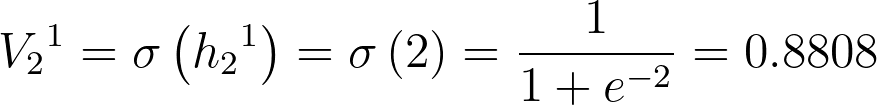 V₂¹ = σ (h₂¹) = σ (2) = 1 / (1 + e⁻²) = 0.8808